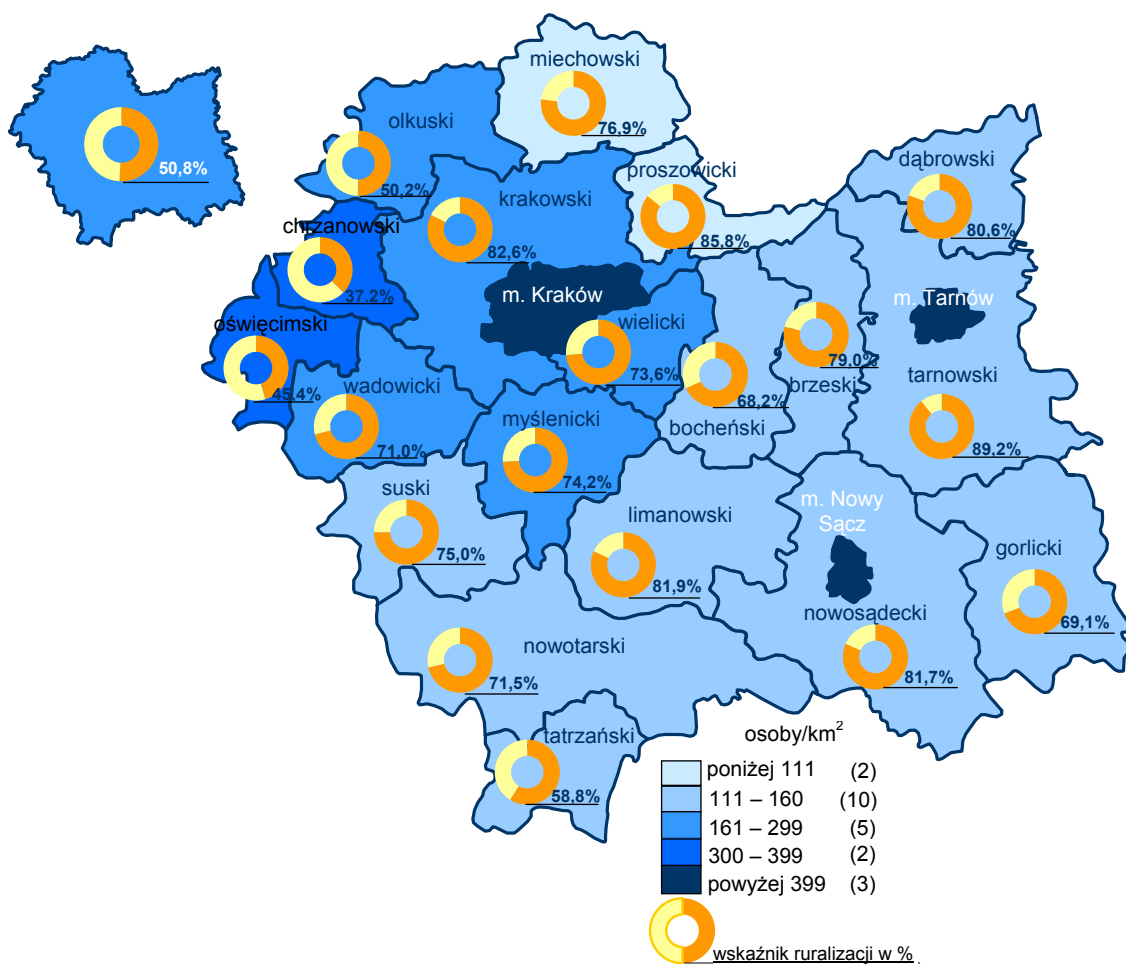 miechowski
76,9%
olkuski
50,2%
50,8%
dąbrowski
80,6%
proszowicki
85,8%
krakowski
82,6%
chrzanowski
37,2%
m. Kraków
m. Tarnów
oświęcimski
45,4%
wielicki
73,6%
79,0%
brzeski
wadowicki
71,0%
myślenicki
74,2%
68,2%
bocheński
tarnowski
89,2%
suski
75,0%
limanowski
81,9%
m. Nowy
Sącz
gorlicki
69,1%
nowosądecki
81,7%
nowotarski
71,5%
tatrzański
58,8%
osoby/km²
poniżej 111 (2)
111 – 160 (10)
161 – 299 (5)
300 – 399 (2)
powyżej 399 (3)
wskaźnik ruralizacji w %